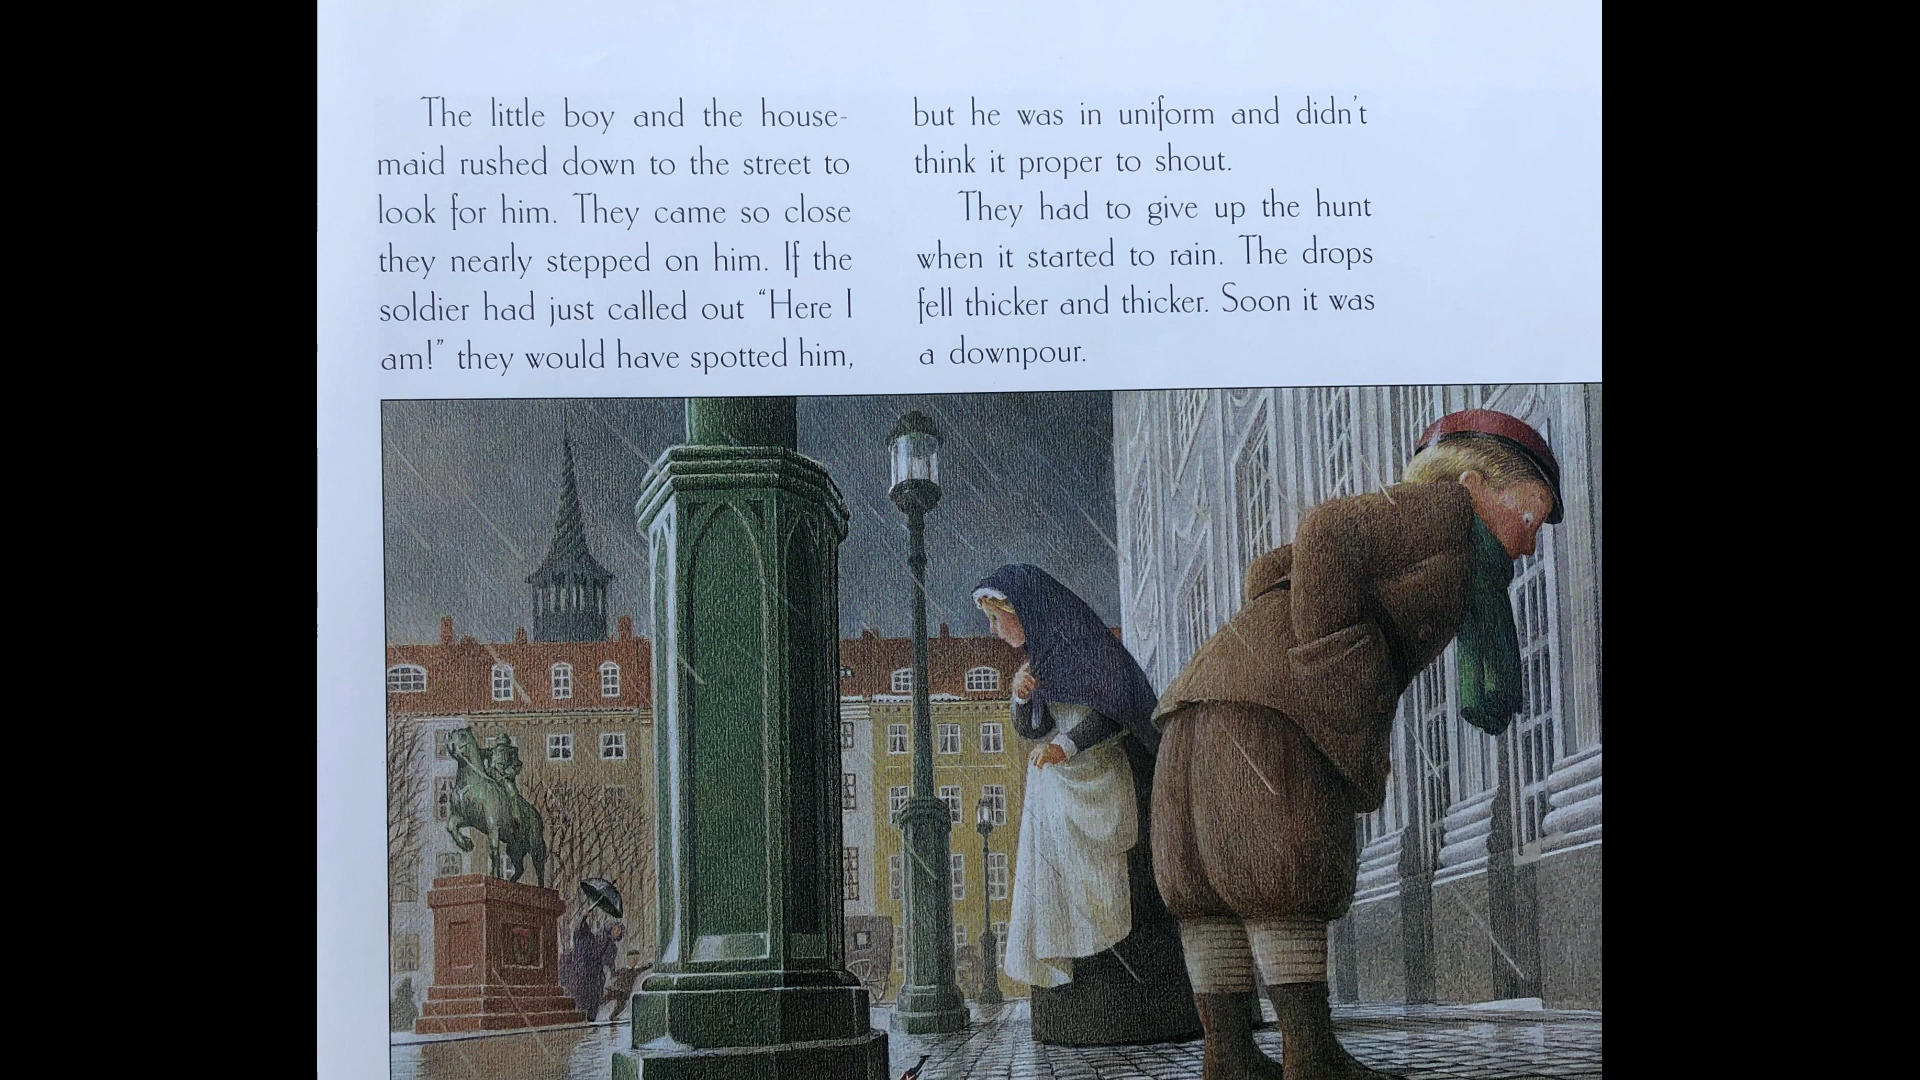 The little boy and the house-
maid rushed down to the street to
look for him. They came so close
they nearly stepped on him. If the
soldier had just called out “Here I
am!” they would have spotted him,
but he was in uniform and didn't
think it proper to shout.
They had to give up the hunt
when it started to rain. The drops
fell thicker and thicker. Soon it was
a downpour.